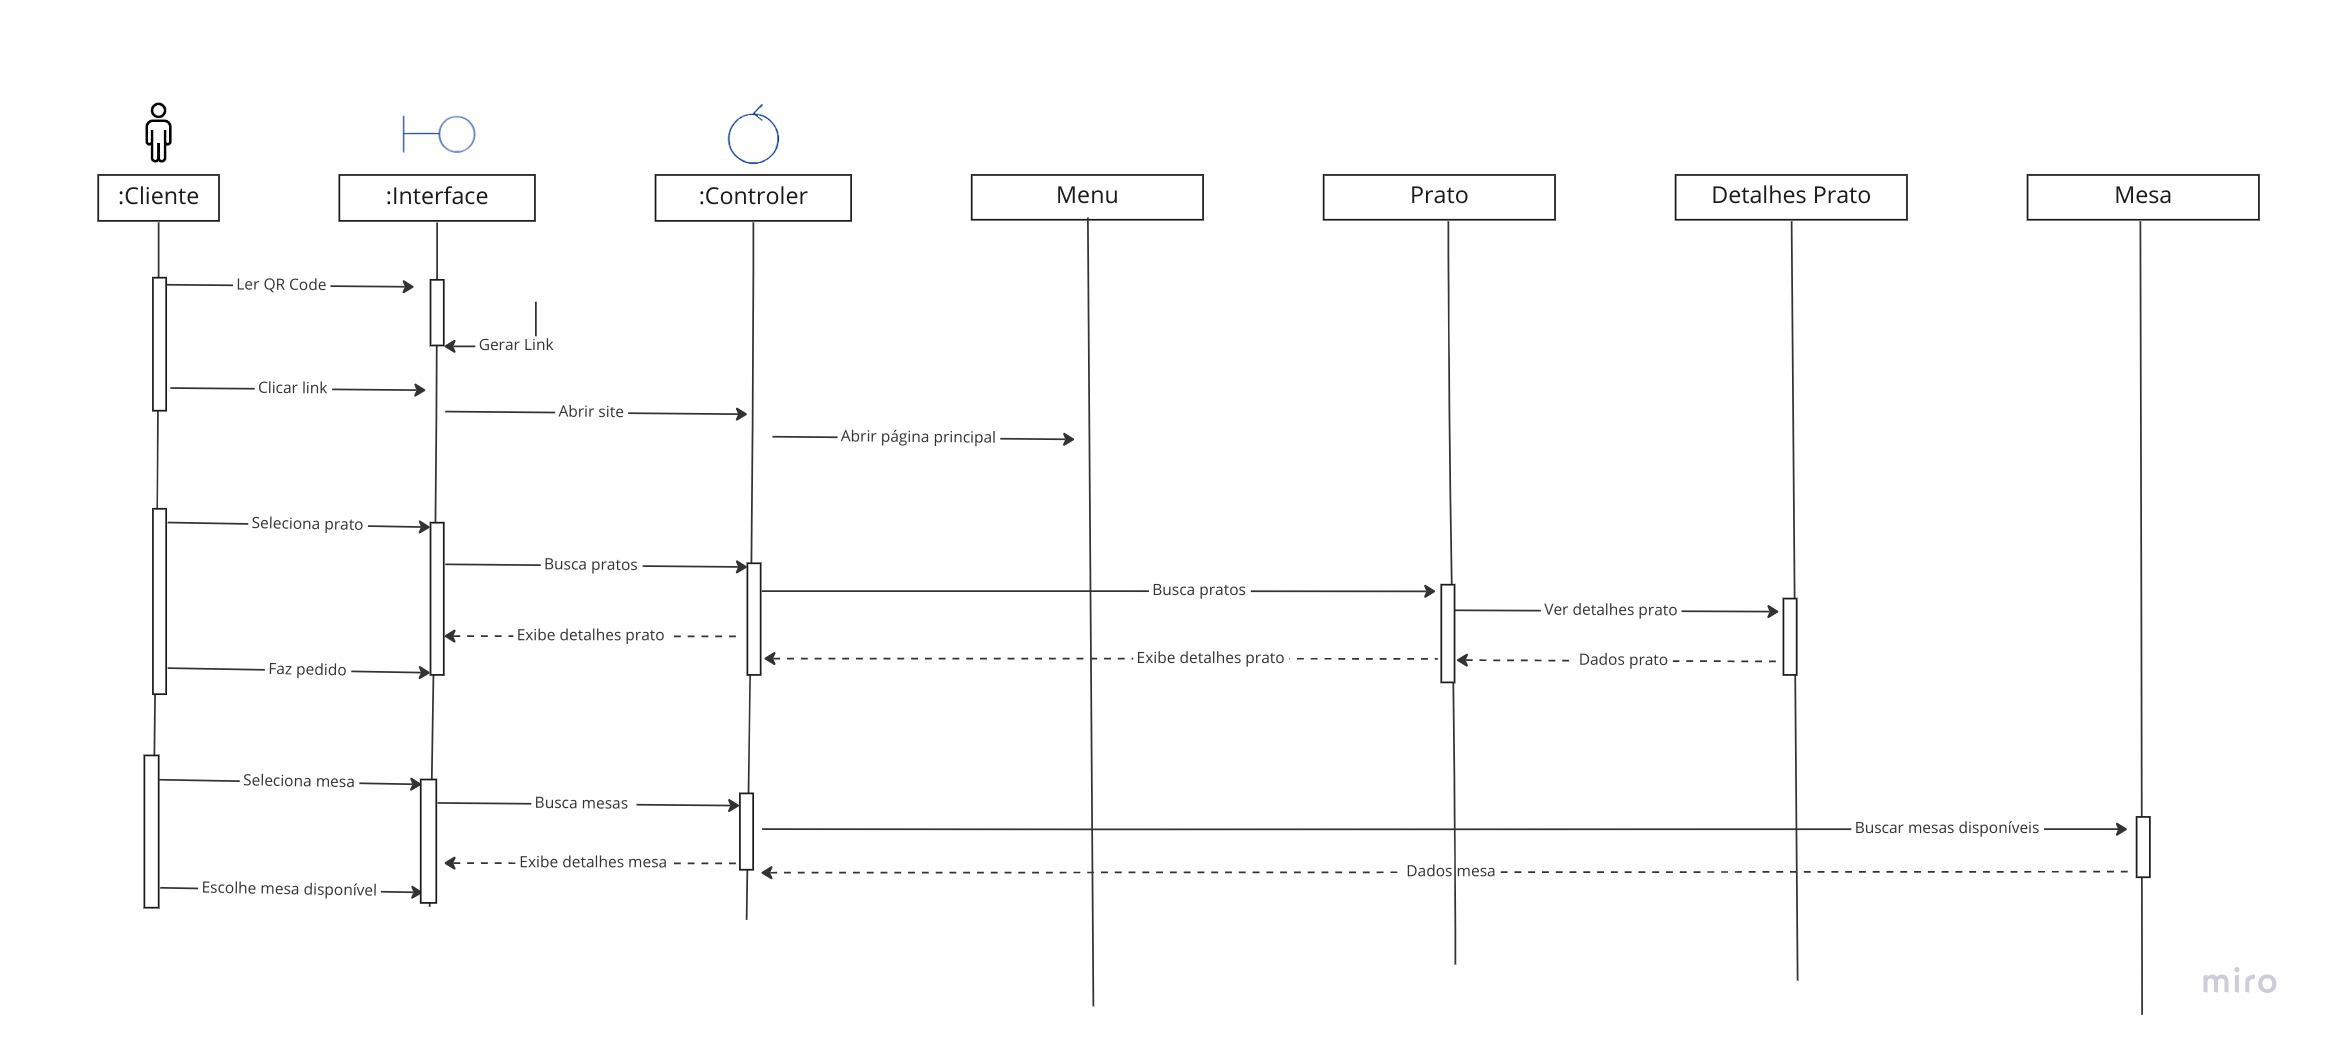 :Cliente
:Interface
:Controler
Menu
Prato
Detalhes Prato
Mesa
Ler QR Code
Gerar Link
Clicar link
Abrir site
Abrir página principal
Seleciona prato
Busca pratos
Busca pratos
Ver detalhes prato
Exibe detalhes prato
Exibe detalhes prato
Dados prato
Faz pedido
Seleciona mesa
Busca mesas
Buscar mesas disponíveis
Exibe detalhes mesa
Dados mesa
Escolhe mesa disponível
miro